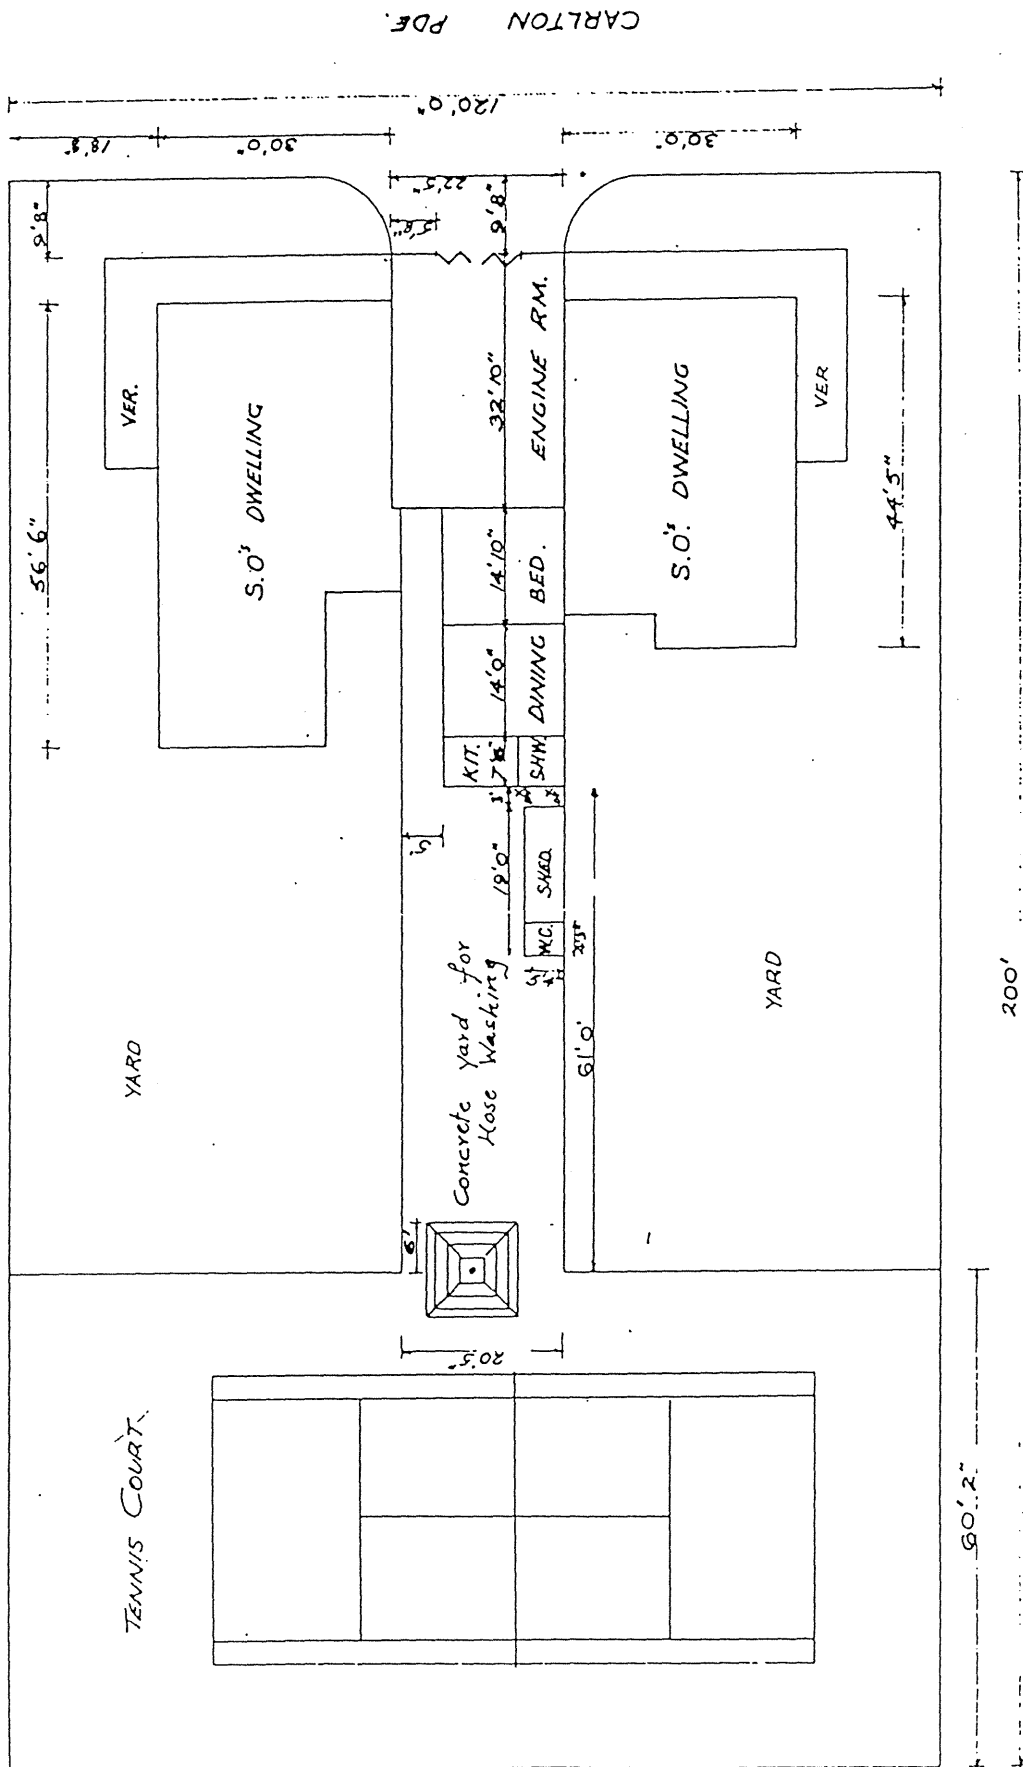 CARLTON PDE.
120'0"
18'8"
30'0"
22'5"
30'0"
9'8"
9'8"
VER.
56'6"
S.O's DWELLING
32'10"
ENGINE RM.
S.O's. DWELLING
VER
44'5"
14'10"
BED.
14'0"
DINING
KIT.
SHW.
19'0"
SHED
W.C.
61'0"
YARD
Concrete yard for
Hose Washing
YARD
200'
6'
20'5"
TENNIS COURT.
60'.2"